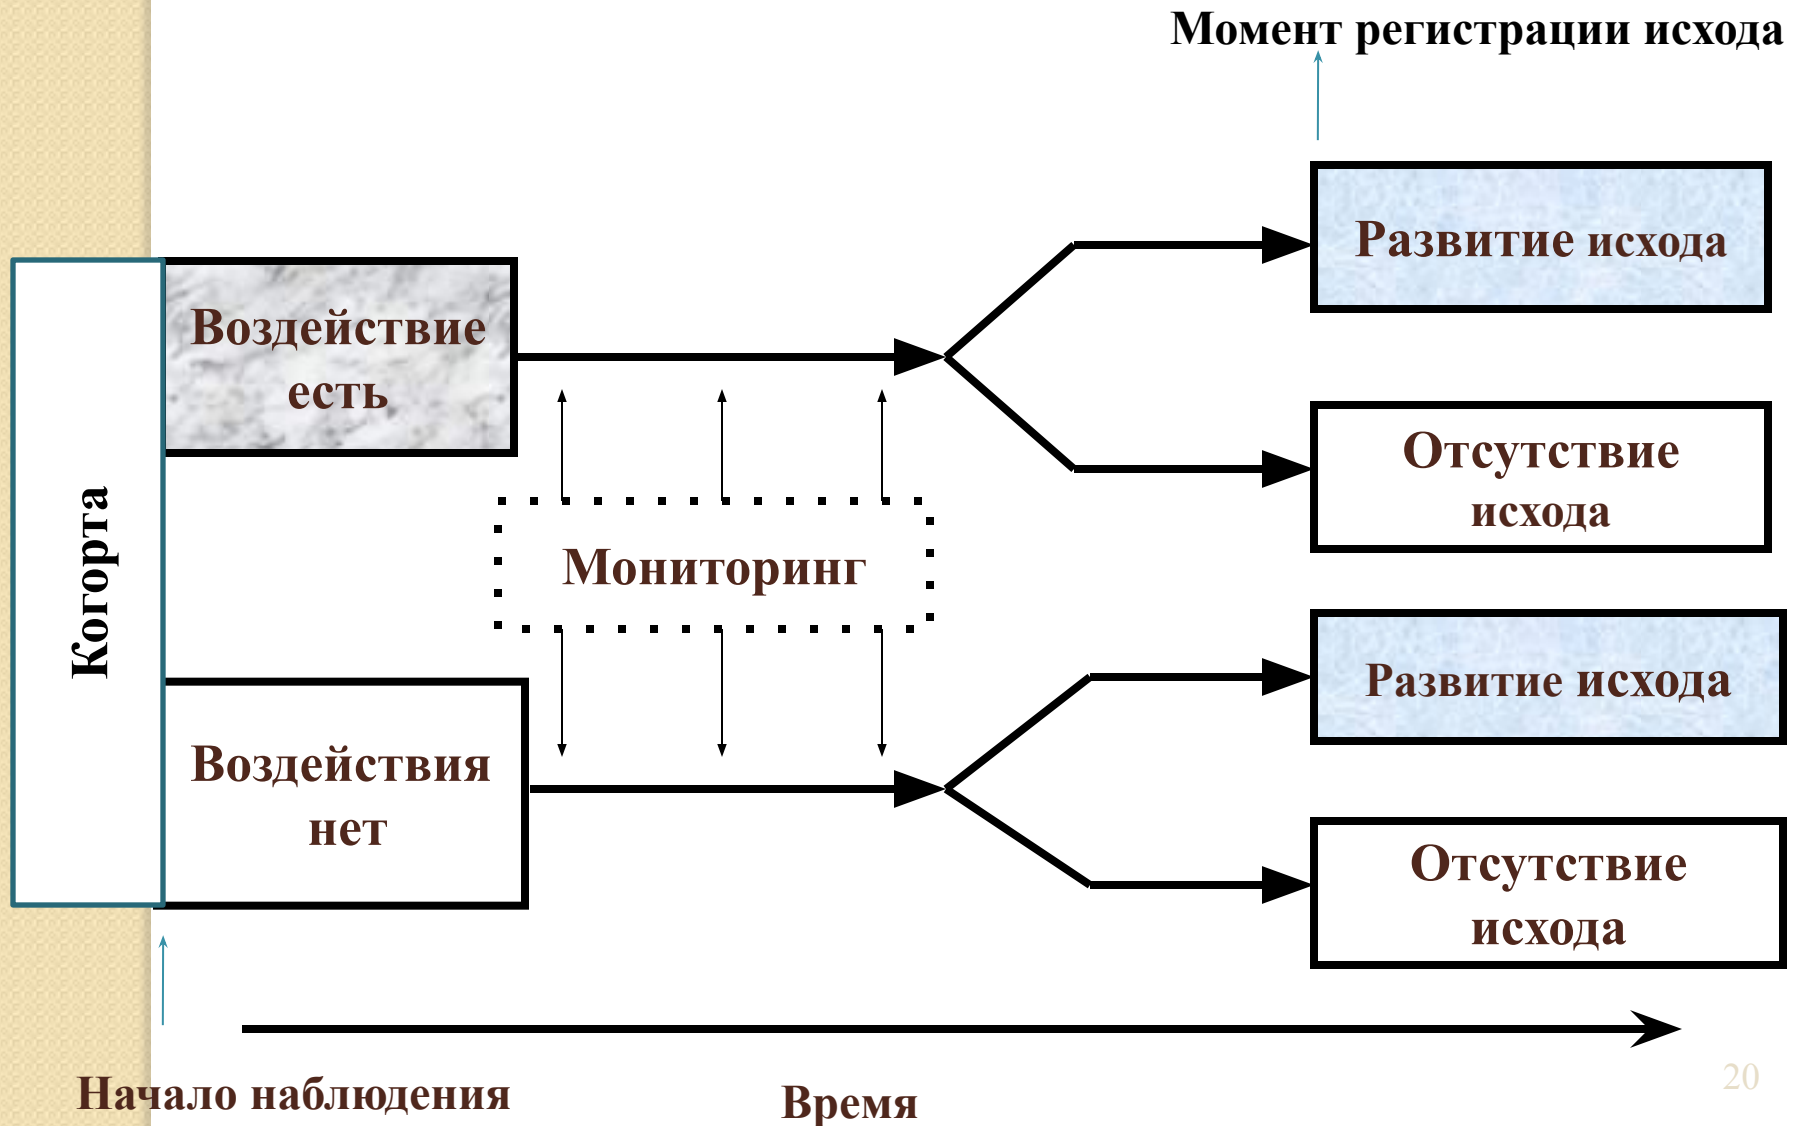 Момент регистрации исхода
Развитие исхода
Воздействие
есть
Отсутствие
исхода
Когорта
Мониторинг
Развитие исхода
Воздействия
нет
Отсутствие
исхода
Начало наблюдения
Время
20